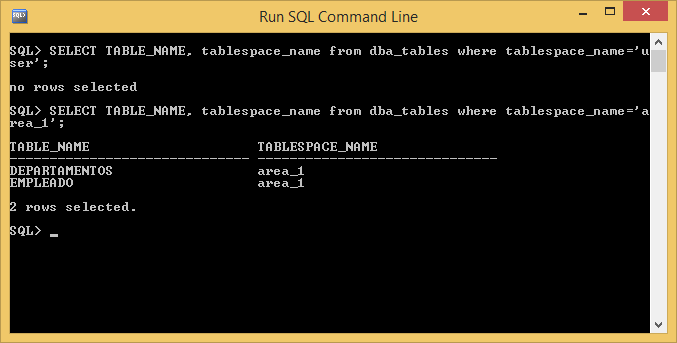 Run SQL Command Line
SQL> SELECT TABLE_NAME, tablespace_name from dba_tables where tablespace_name='u
ser';
no rows selected
SQL> SELECT TABLE_NAME, tablespace_name from dba_tables where tablespace_name='a
rea_1';
TABLE_NAME                     TABLESPACE_NAME
------------------------------ ------------------------------
DEPARTAMENTOS                  area_1
EMPLEADO                       area_1
2 rows selected.
SQL> _